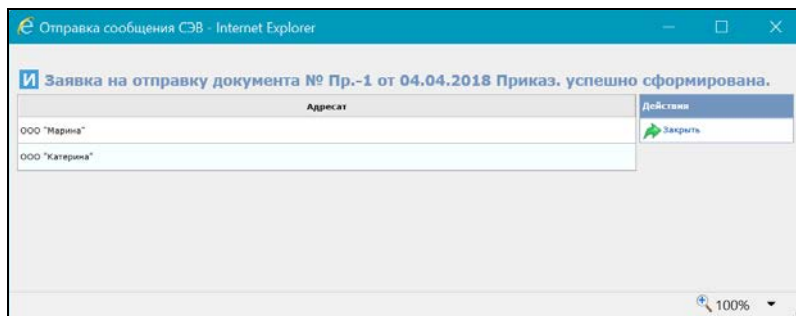 Отправка сообщения СЭВ - Internet Explorer
И Заявка на отправку документа № Пр.-1 от 04.04.2018 Приказ. успешно сформирована.
Адресат
Действия
ООО "Марина"
Закрыть
ООО "Катерина"
100%